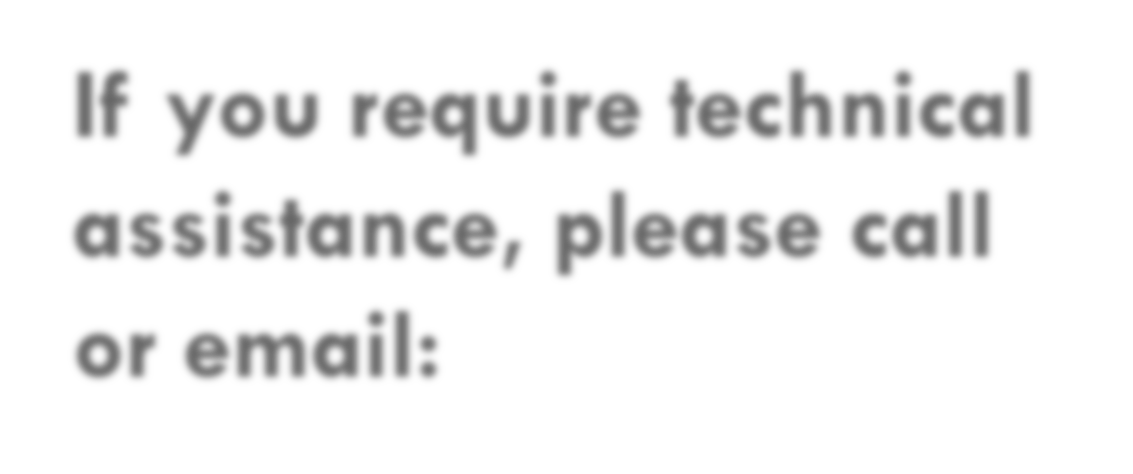 If you require technical
assistance, please call
or email: